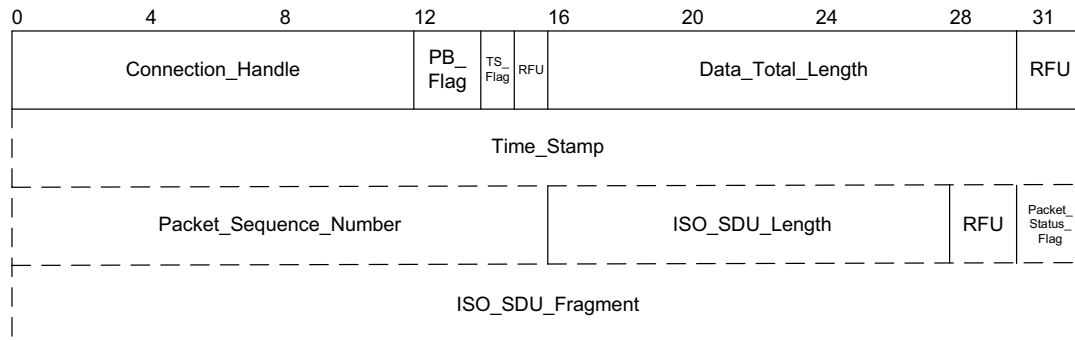 0 4 8 12 16 20 24 28 31
Connection_Handle PB_ TS_ RFU Data_Total_Length RFU
Flag Flag
Time_Stamp
Packet_Sequence_Number ISO_SDU_Length RFU Packet_
Status_
Flag
ISO_SDU_Fragment